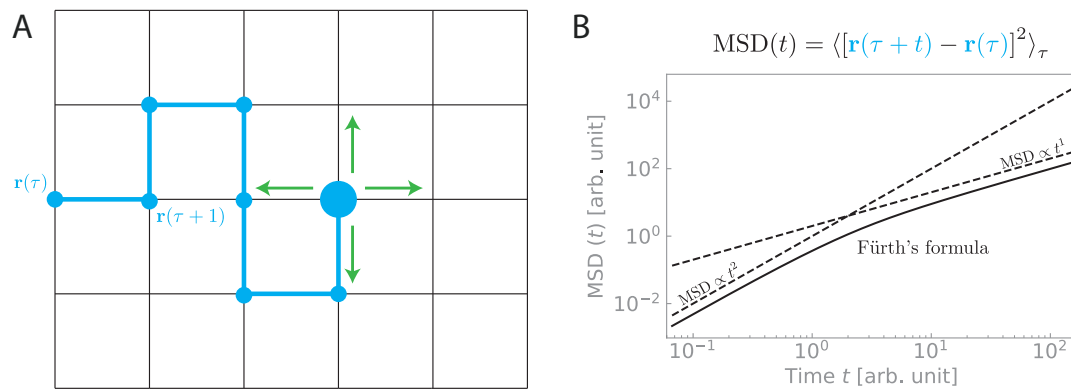 A
r(τ)
r(τ + 1)
B
MSD(t) = ⟨[r(τ + t) − r(τ)]²⟩τ
MSD (t) [arb. unit]
10⁴
10²
10⁰
10⁻²
MSD ∝ t¹
Fürth's formula
MSD ∝ t²
10⁻¹ 10⁰ 10¹ 10²
Time t [arb. unit]